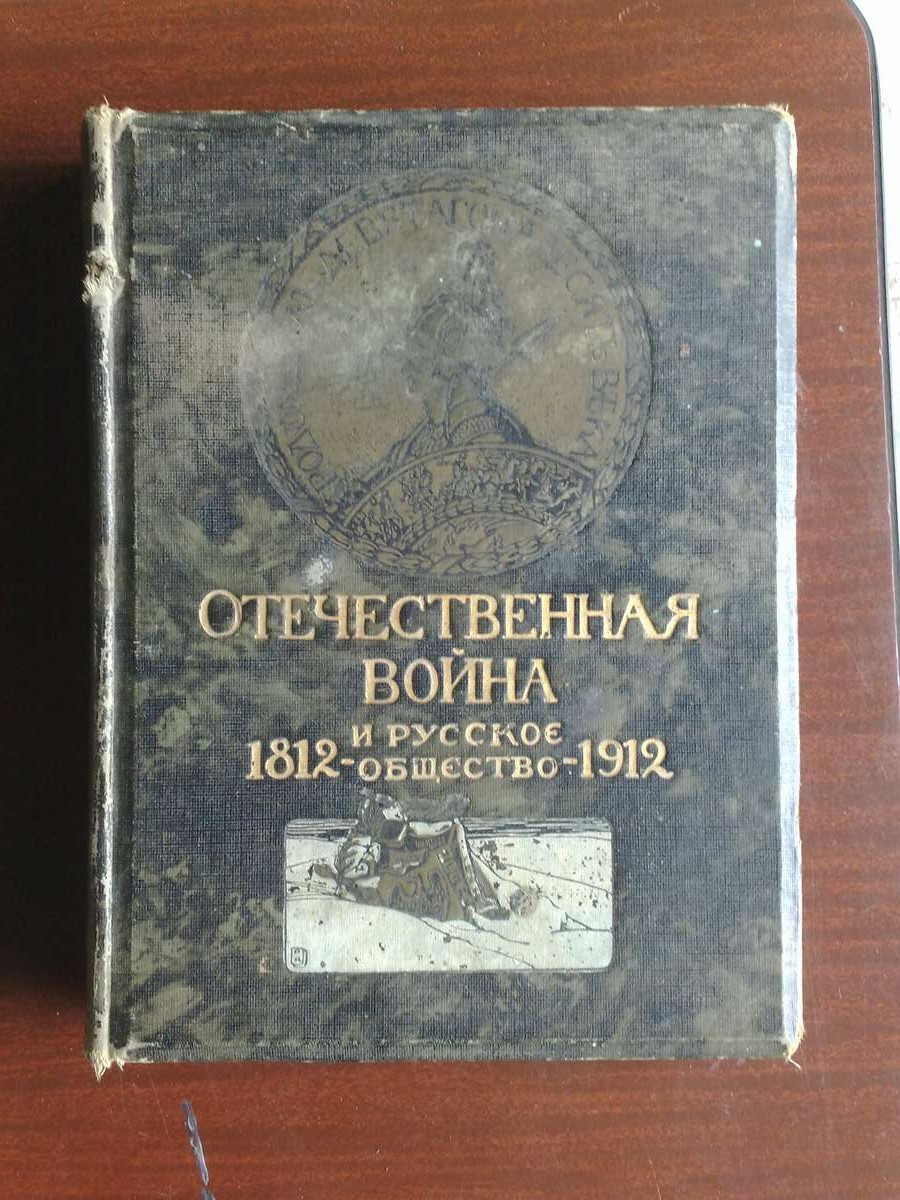 ОТЕЧЕСТВЕННАЯ
ВОЙНА
И РУССКОЕ
1812-ОБЩЕСТВО-1912